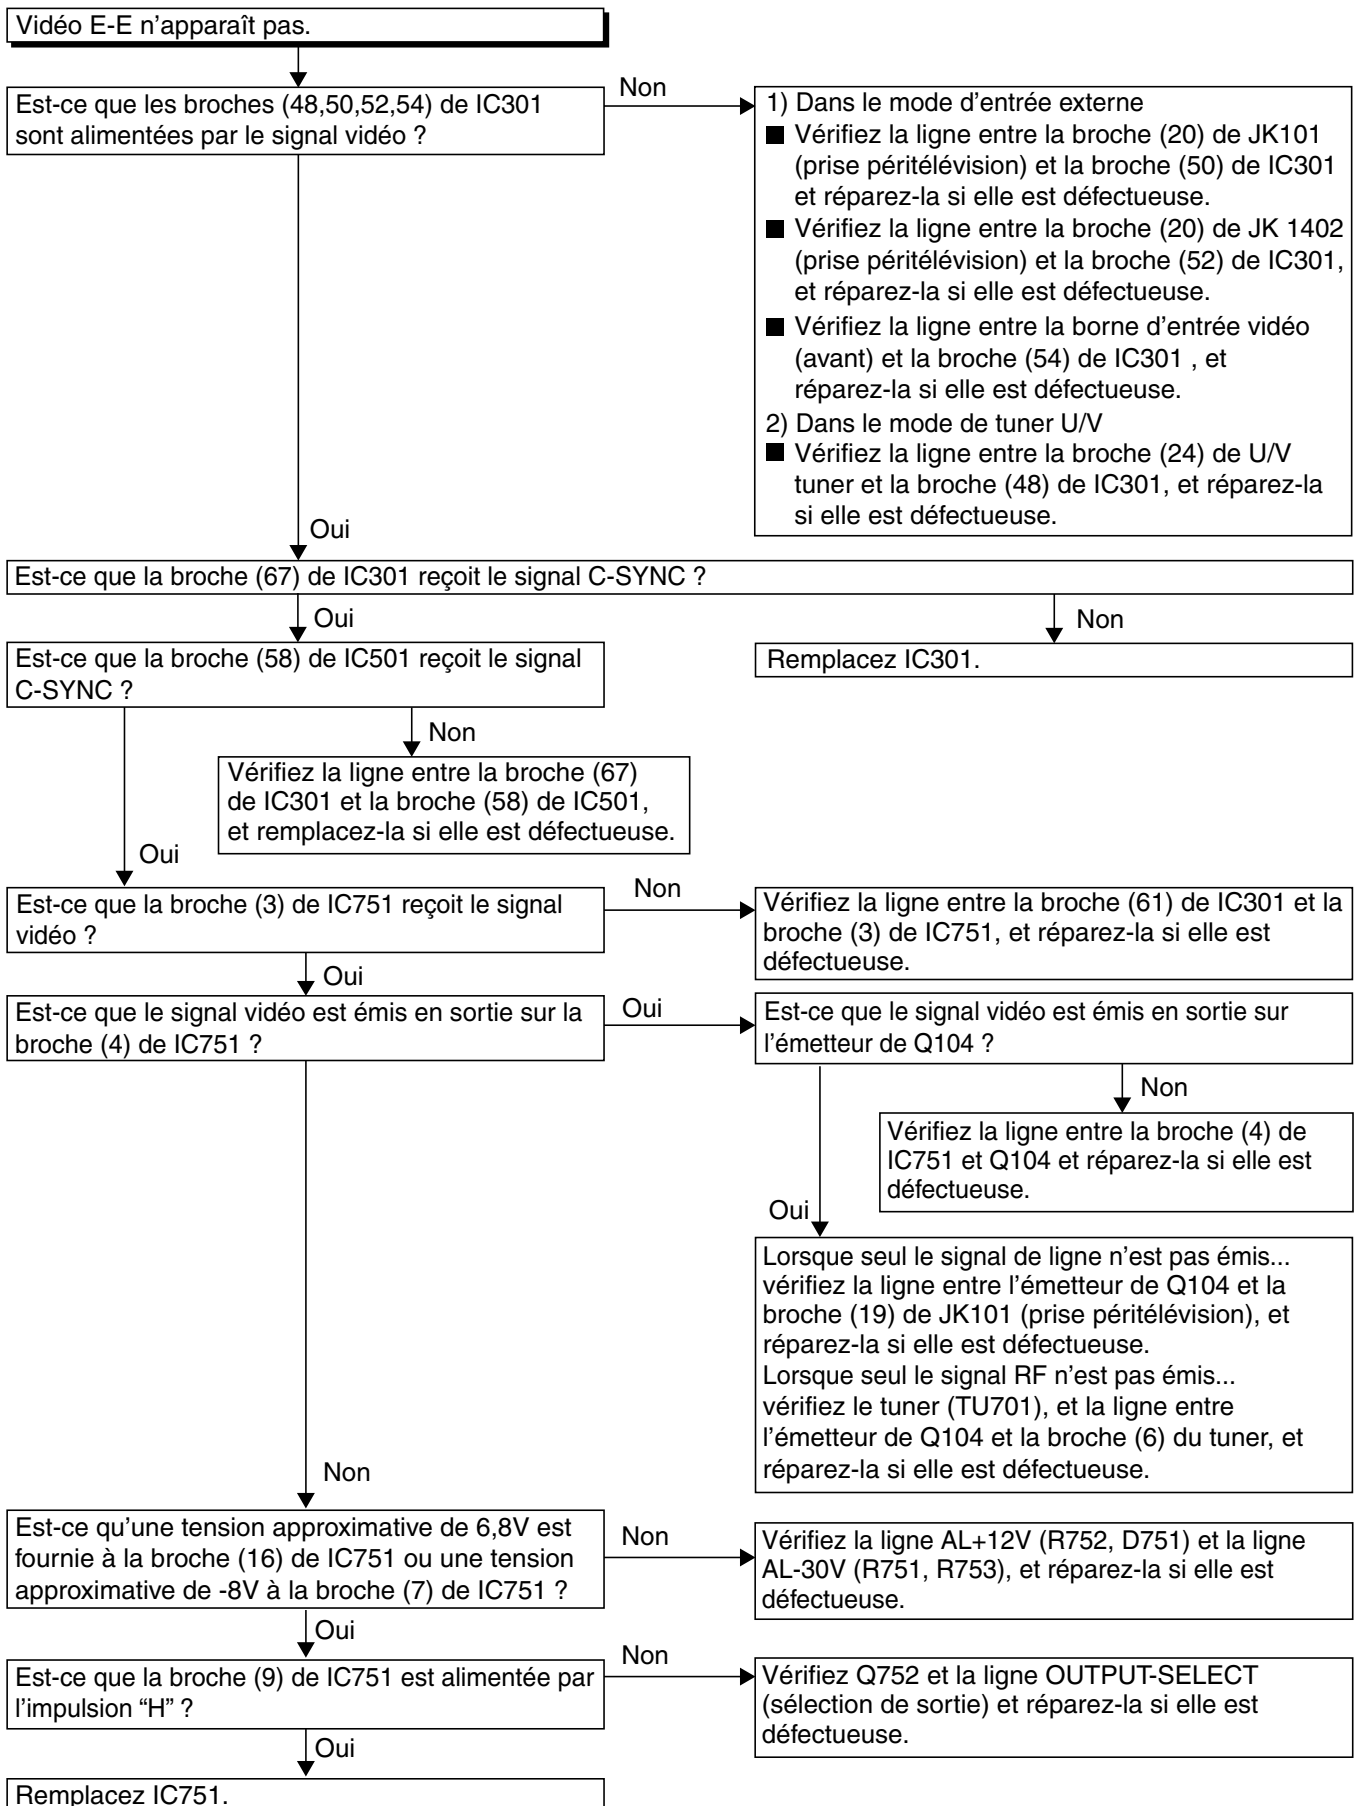 Vidéo E-E n’apparaît pas.
Est-ce que les broches (48,50,52,54) de IC301
sont alimentées par le signal vidéo ?
Non
1) Dans le mode d’entrée externe
■ Vérifiez la ligne entre la broche (20) de JK101
(prise péritélévision) et la broche (50) de IC301
et réparez-la si elle est défectueuse.
■ Vérifiez la ligne entre la broche (20) de JK 1402
(prise péritélévision) et la broche (52) de IC301,
et réparez-la si elle est défectueuse.
■ Vérifiez la ligne entre la borne d’entrée vidéo
(avant) et la broche (54) de IC301 , et
réparez-la si elle est défectueuse.
2) Dans le mode de tuner U/V
■ Vérifiez la ligne entre la broche (24) de U/V
tuner et la broche (48) de IC301, et réparez-la
si elle est défectueuse.
Oui
Est-ce que la broche (67) de IC301 reçoit le signal C-SYNC ?
Oui
Non
Est-ce que la broche (58) de IC501 reçoit le signal
C-SYNC ?
Remplacez IC301.
Non
Vérifiez la ligne entre la broche (67)
de IC301 et la broche (58) de IC501,
et remplacez-la si elle est défectueuse.
Oui
Est-ce que la broche (3) de IC751 reçoit le signal
vidéo ?
Non
Vérifiez la ligne entre la broche (61) de IC301 et la
broche (3) de IC751, et réparez-la si elle est
défectueuse.
Oui
Est-ce que le signal vidéo est émis en sortie sur la
broche (4) de IC751 ?
Oui
Est-ce que le signal vidéo est émis en sortie sur
l’émetteur de Q104 ?
Non
Vérifiez la ligne entre la broche (4) de
IC751 et Q104 et réparez-la si elle est
défectueuse.
Oui
Lorsque seul le signal de ligne n’est pas émis...
vérifiez la ligne entre l’émetteur de Q104 et la
broche (19) de JK101 (prise péritélévision), et
réparez-la si elle est défectueuse.
Lorsque seul le signal RF n’est pas émis...
vérifiez le tuner (TU701), et la ligne entre
l’émetteur de Q104 et la broche (6) du tuner, et
réparez-la si elle est défectueuse.
Non
Est-ce qu’une tension approximative de 6,8V est
fournie à la broche (16) de IC751 ou une tension
approximative de -8V à la broche (7) de IC751 ?
Non
Vérifiez la ligne AL+12V (R752, D751) et la ligne
AL-30V (R751, R753), et réparez-la si elle est
défectueuse.
Oui
Est-ce que la broche (9) de IC751 est alimentée par
l’impulsion “H” ?
Non
Vérifiez Q752 et la ligne OUTPUT-SELECT
(sélection de sortie) et réparez-la si elle est
défectueuse.
Oui
Remplacez IC751.